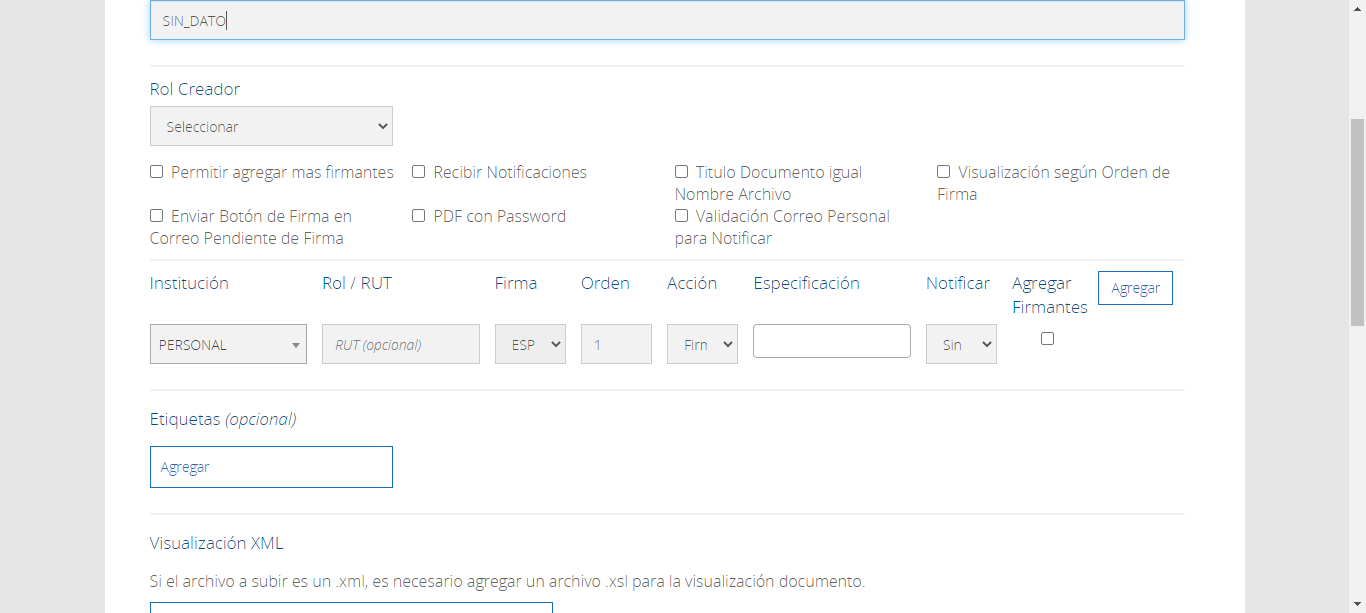 SIN_DATO
Rol Creador
Seleccionar
Permitir agregar mas firmantes
Recibir Notificaciones
Titulo Documento igual
Nombre Archivo
Visualización según Orden de
Firma
Enviar Botón de Firma en
Correo Pendiente de Firma
PDF con Password
Validación Correo Personal
para Notificar
Institución
Rol / RUT
Firma
Orden
Acción
Especificación
Notificar
Agregar
Firmantes
Agregar
PERSONAL
RUT (opcional)
ESP
1
Firn
Sin
Etiquetas (opcional)
Agregar
Visualización XML
Si el archivo a subir es un .xml, es necesario agregar un archivo .xsl para la visualización documento.